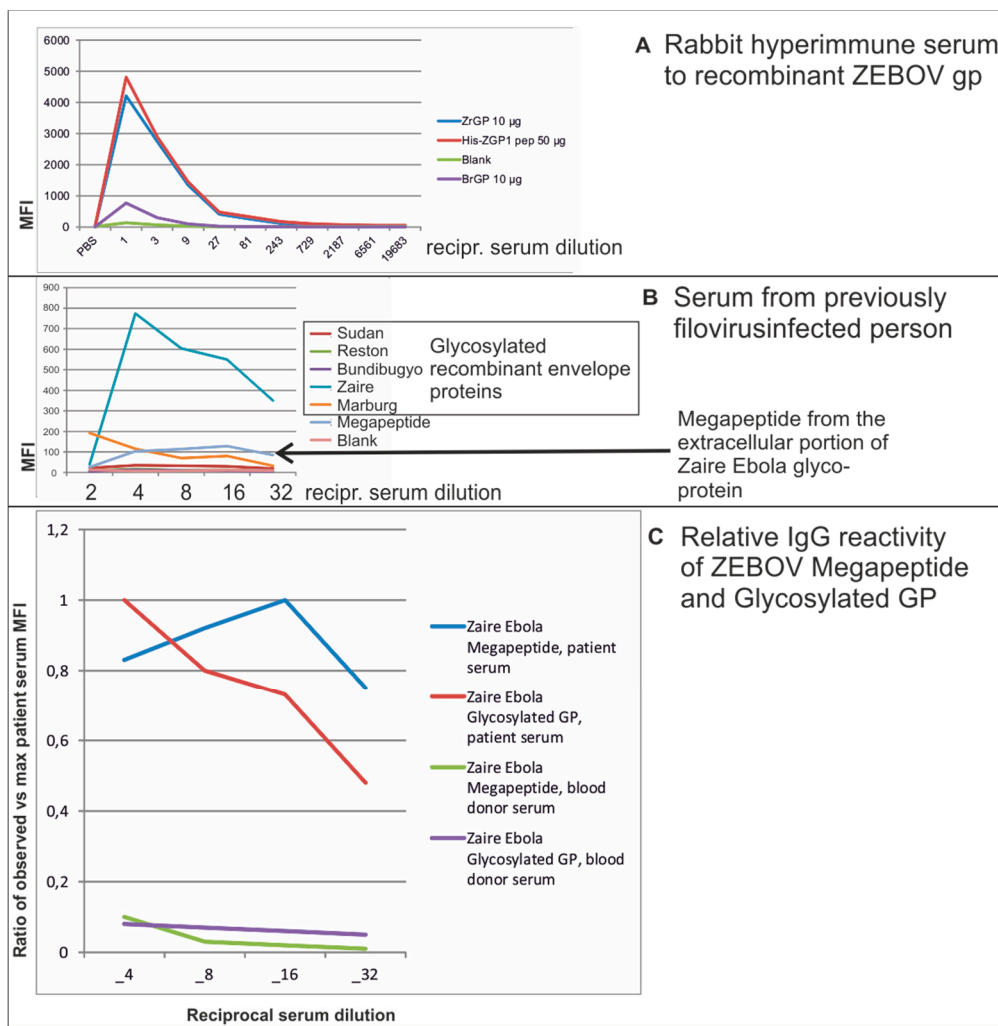 A Rabbit hyperimmune serum
to recombinant ZEBOV gp
6000
5000
4000
3000
2000
1000
0
MFI
PBS 1 3 9 27 81 243 729 2187 6561 19683
recipr. serum dilution
ZrGP 10 µg
His-ZGP1 pep 50 µg
Blank
BrGP 10 µg
B Serum from previously
filovirusinfected person
900
800
700
600
500
400
300
200
100
0
MFI
2 4 8 16 32 recipr. serum dilution
Sudan
Reston
Bundibugyo
Zaire
Marburg
Megapeptide
Blank
Glycosylated
recombinant envelope
proteins
Megapeptide from the
extracellular portion of
Zaire Ebola glyco-
protein
C Relative IgG reactivity
of ZEBOV Megapeptide
and Glycosylated GP
1,2
1
0,8
0,6
0,4
0,2
0
Ratio of observed vs max patient serum MFI
_4 _8 _16 _32
Reciprocal serum dilution
Zaire Ebola
Megapeptide, patient
serum
Zaire Ebola
Glycosylated GP,
patient serum
Zaire Ebola
Megapeptide, blood
donor serum
Zaire Ebola
Glycosylated GP, blood
donor serum